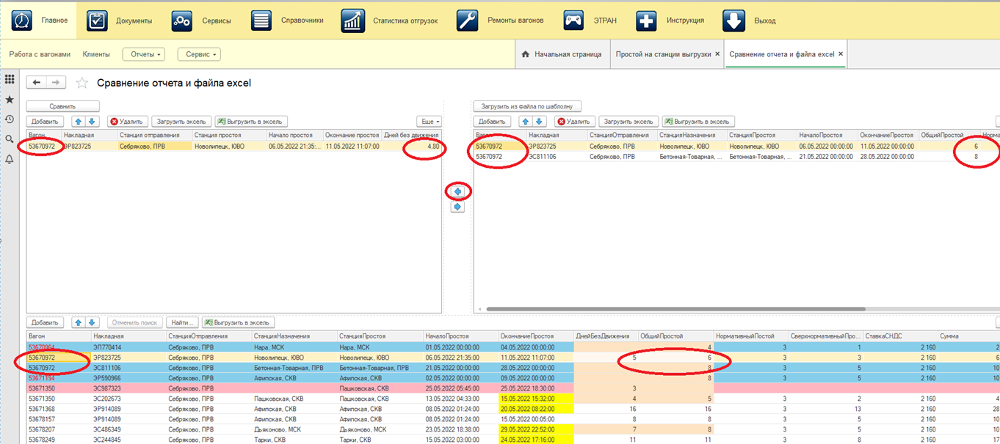 Главное Документы Сервисы Справочники Статистика отгрузок Ремонты вагонов ЭТРАН Инструкция Выход
Работа с вагонами Клиенты Отчеты Сервис Начальная страница Простой на станции выгрузки × Сравнение отчета и файла excel ×
Сравнение отчета и файла excel
Сравнить Загрузить из файла по шаблону
Добавить Удалить Загрузить эксель Выгрузить в эксель Еще Добавить Удалить Загрузить эксель Выгрузить в эксель
Вагон Накладная Станция отправления Станция простоя Начало простоя Окончание простоя Дней без движения Вагон Накладная СтанцияОтправления СтанцияНазначения СтанцияПростоя НачалоПростоя ОкончаниеПростоя ОбщийПростой Норма
53670972 ЭР823725 Себряково, ПРВ Новолипецк, ЮВО 06.05.2022 21:35:... 11.05.2022 11:07:00 4,80 53670972 ЭР823725 Себряково, ПРВ Новолипецк, ЮВО Новолипецк, ЮВО 06.05.2022 00:00:00 11.05.2022 00:00:00 6
53670972 ЭС811106 Себряково, ПРВ Бетонная-Товарная, ... Бетонная-Товарная, ... 21.05.2022 00:00:00 28.05.2022 00:00:00 8
Добавить Отменить поиск Найти... Выгрузить в эксель
Вагон Накладная СтанцияОтправления СтанцияНазначения СтанцияПростоя НачалоПростоя ОкончаниеПростоя ДнейБезДвижения ОбщийПростой НормативныйПостой СверхнормативныйПро... СтавкаСНДС Сумма
53670964 ЭП770414 Себряково, ПРВ Нара, МСК Нара, МСК 01.05.2022 00:00:00 04.05.2022 00:00:00 4 3 1 2 160 2
53670972 ЭР823725 Себряково, ПРВ Новолипецк, ЮВО Новолипецк, ЮВО 06.05.2022 21:35:00 11.05.2022 11:07:00 5 6 3 3 2 160 6
53670972 ЭС811106 Себряково, ПРВ Бетонная-Товарная, ПРВ Бетонная-Товарная, ПРВ 21.05.2022 00:00:00 28.05.2022 00:00:00 8 3 5 2 160 10
53671194 ЭР590966 Себряково, ПРВ Афипская, СКВ Афипская, СКВ 02.05.2022 00:00:00 09.05.2022 00:00:00 8 3 5 2 160 10
53671350 ЭС987323 Себряково, ПРВ Пашковская, СКВ 25.05.2022 05:45:00 25.05.2022 18:30:00 3
53671350 ЭС202673 Себряково, ПРВ Пашковская, СКВ Пашковская, СКВ 13.05.2022 04:33:00 15.05.2022 15:32:00 4 5 3 2 2 160 4
53671368 ЭР914089 Себряково, ПРВ Афипская, СКВ Афипская, СКВ 08.05.2022 01:24:00 20.05.2022 08:22:00 16 16 3 13 2 160 28
53678157 ЭР914089 Себряково, ПРВ Афипская, СКВ Афипская, СКВ 08.05.2022 01:24:00 15.05.2022 00:05:00 8 8 3 5 2 160 10
53678207 ЭС486349 Себряково, ПРВ Дьяконово, МСК Дьяконово, МСК 23.05.2022 18:38:00 29.05.2022 22:52:00 7 8 3 5 2 160 10
53678249 ЭС244845 Себряково, ПРВ Тарки, СКВ Тарки, СКВ 15.05.2022 03:00:00 24.05.2022 17:16:00 11 11 3 8 2 160 17